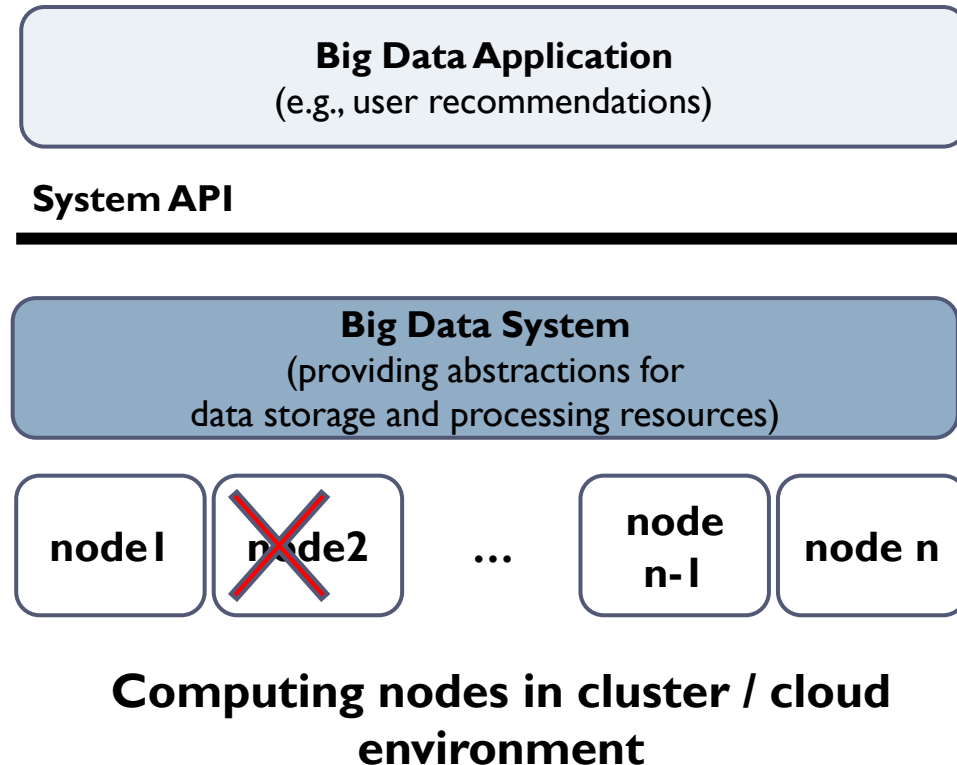 Big Data Application
(e.g., user recommendations)
System API
Big Data System
(providing abstractions for
data storage and processing resources)
node1
node2
...
node
n-1
node n
Computing nodes in cluster / cloud
environment